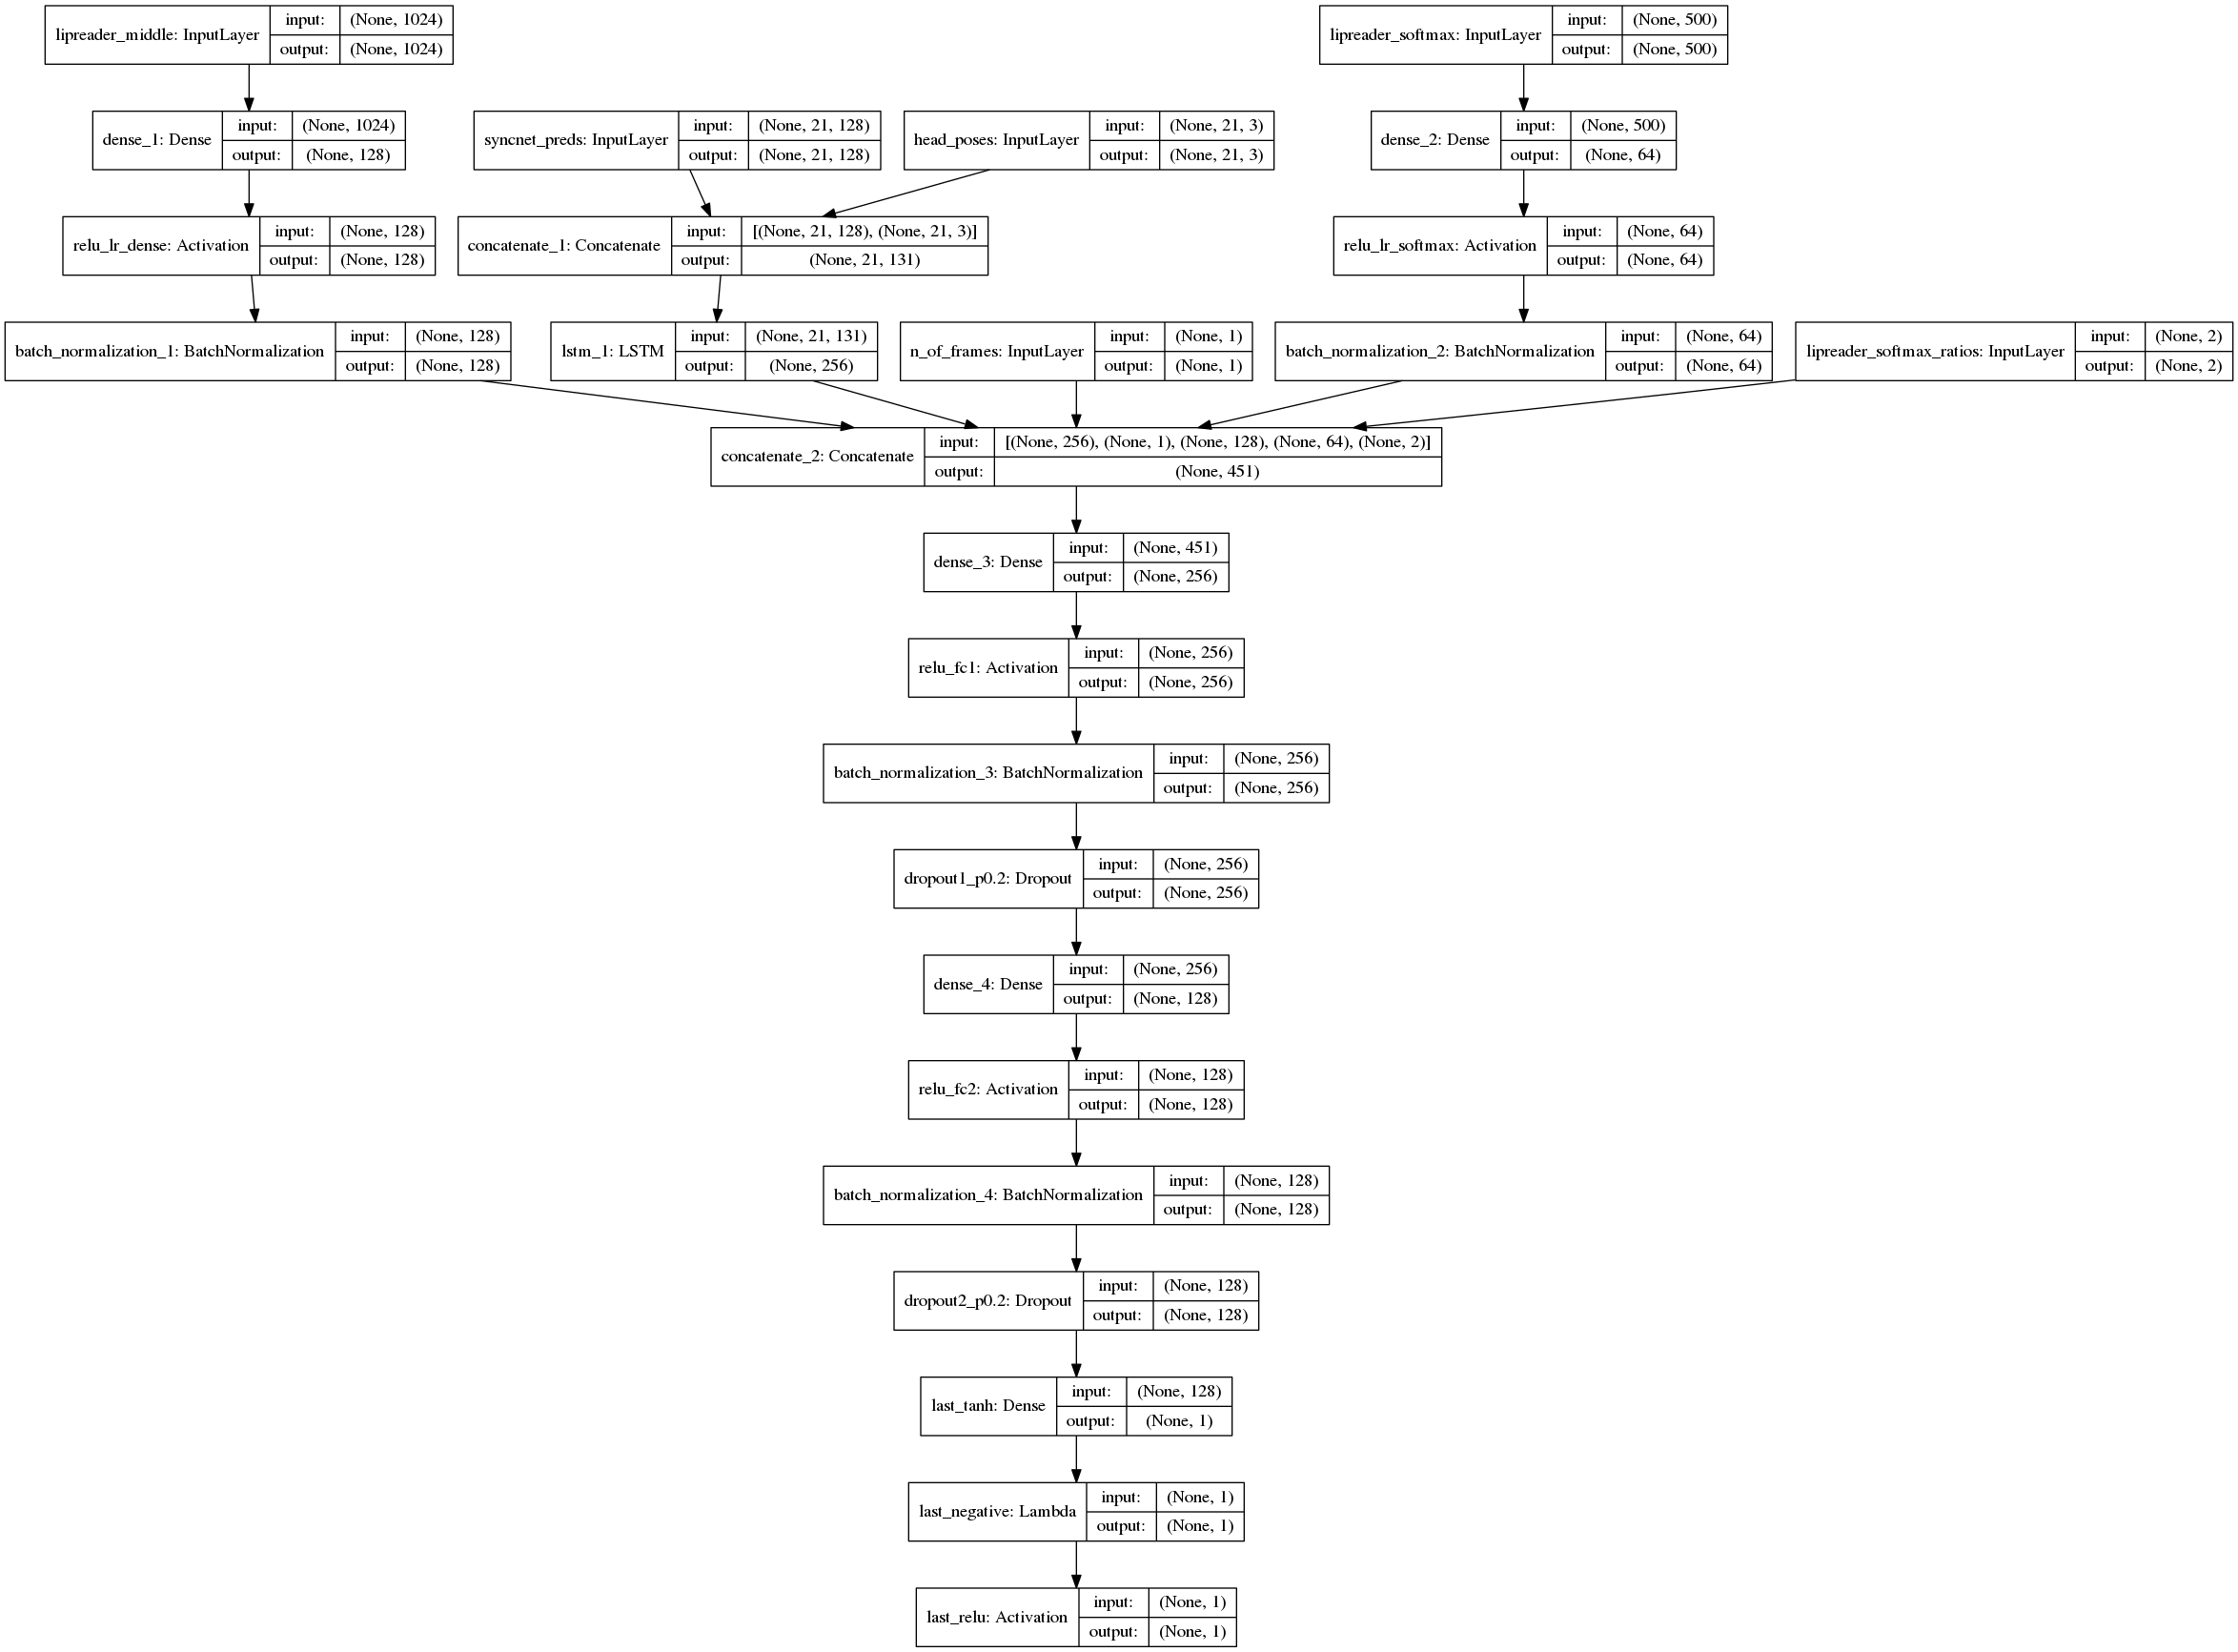 lipreader_middle: InputLayer
input: (None, 1024)
output: (None, 1024)
lipreader_softmax: InputLayer
input: (None, 500)
output: (None, 500)
dense_1: Dense
input: (None, 1024)
output: (None, 128)
syncnet_preds: InputLayer
input: (None, 21, 128)
output: (None, 21, 128)
head_poses: InputLayer
input: (None, 21, 3)
output: (None, 21, 3)
dense_2: Dense
input: (None, 500)
output: (None, 64)
relu_lr_dense: Activation
input: (None, 128)
output: (None, 128)
concatenate_1: Concatenate
input: [(None, 21, 128), (None, 21, 3)]
output: (None, 21, 131)
relu_lr_softmax: Activation
input: (None, 64)
output: (None, 64)
batch_normalization_1: BatchNormalization
input: (None, 128)
output: (None, 128)
lstm_1: LSTM
input: (None, 21, 131)
output: (None, 256)
n_of_frames: InputLayer
input: (None, 1)
output: (None, 1)
batch_normalization_2: BatchNormalization
input: (None, 64)
output: (None, 64)
lipreader_softmax_ratios: InputLayer
input: (None, 2)
output: (None, 2)
concatenate_2: Concatenate
input: [(None, 256), (None, 1), (None, 128), (None, 64), (None, 2)]
output: (None, 451)
dense_3: Dense
input: (None, 451)
output: (None, 256)
relu_fc1: Activation
input: (None, 256)
output: (None, 256)
batch_normalization_3: BatchNormalization
input: (None, 256)
output: (None, 256)
dropout1_p0.2: Dropout
input: (None, 256)
output: (None, 256)
dense_4: Dense
input: (None, 256)
output: (None, 128)
relu_fc2: Activation
input: (None, 128)
output: (None, 128)
batch_normalization_4: BatchNormalization
input: (None, 128)
output: (None, 128)
dropout2_p0.2: Dropout
input: (None, 128)
output: (None, 128)
last_tanh: Dense
input: (None, 128)
output: (None, 1)
last_negative: Lambda
input: (None, 1)
output: (None, 1)
last_relu: Activation
input: (None, 1)
output: (None, 1)